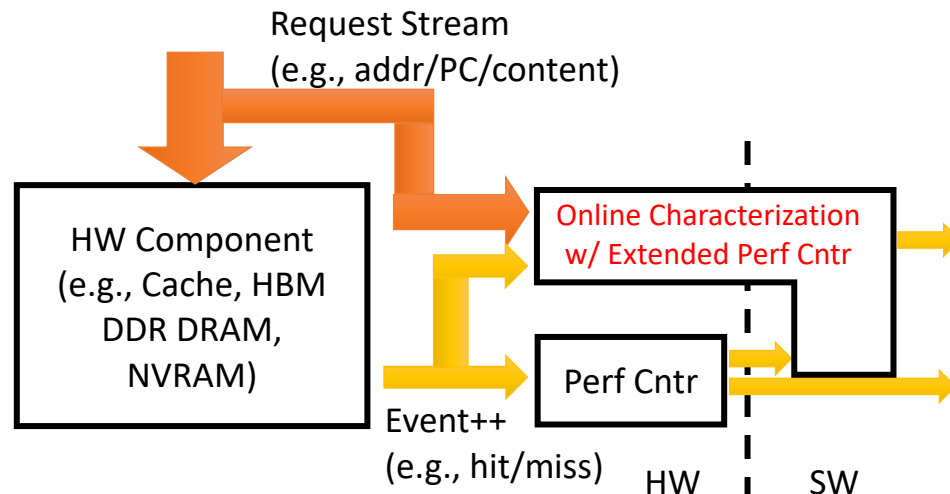 Request Stream
(e.g., addr/PC/content)
HW Component
(e.g., Cache, HBM
DDR DRAM,
NVRAM)
Online Characterization
w/ Extended Perf Cntr
Perf Cntr
Event++
(e.g., hit/miss)
HW
SW